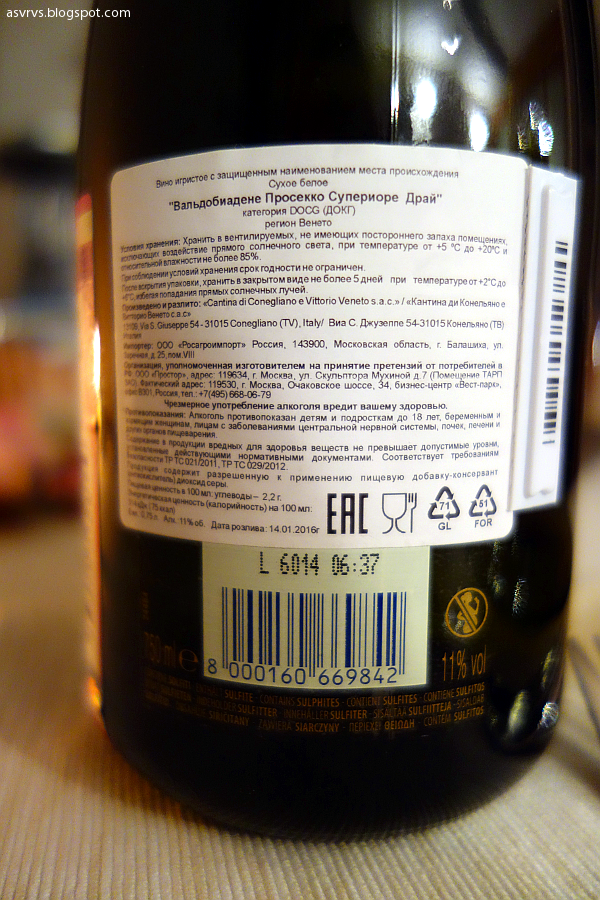 asvrvs.blogspot.com
Вино игристое с защищенным наименованием места происхождения
Сухое белое
"Вальдобиадене Просекко Супериоре Драй"
категория DOCG (ДОКГ)
регион Венето
Условия хранения: Хранить в вентилируемых, не имеющих постороннего запаха помещениях,
исключающих воздействие прямого солнечного света, при температуре от +5 °С до +20°С и
относительной влажности не более 85%.
При соблюдении условий хранения срок годности не ограничен.
После вскрытия упаковки, хранить в закрытом виде не более 5 дней при температуре от +2°С до
+6°С, избегая попадания прямых солнечных лучей.
Произведено и разлито: «Cantina di Conegliano e Vittorio Veneto s.a.c.» / «Кантина ди Конельяно е
Витторио Венето с.а.с»
Via S. Giuseppe 54 - 31015 Conegliano (TV), Italy/ Виа С. Джузеппе 54-31015 Конельяно (ТВ)
Италия
Импортер: ООО «Росагроимпорт» Россия, 143900, Московская область, г. Балашиха, ул.
25, пом.VIII
Организация, уполномоченная изготовителем на принятие претензий от потребителей в
РФ: ООО «Простор», адрес: 119634, г. Москва, ул. Скульптора Мухиной д.7 (Помещение ТАРП
ЗАО). Фактический адрес: 119530, г. Москва, Очаковское шоссе, 34, бизнес-центр «Вест-парк»,
офис В001, Россия, тел.: +7(495) 668-06-79
Чрезмерное употребление алкоголя вредит вашему здоровью.
Противопоказания: Алкоголь противопоказан детям и подросткам до 18 лет, беременным и
кормящим женщинам, лицам с заболеваниями центральной нервной системы, почек, печени и
других органов пищеварения.
Содержание в продукции вредных для здоровья веществ не превышает допустимые уровни,
установленные действующими нормативными документами. Соответствует требованиям
безопасности ТР ТС 021/2011, ТР ТС 029/2012.
Продукция содержит разрешенную к применению пищевую добавку-консервант
диоксид серы.
Пищевая ценность в 100 мл: углеводы – 2,2 г.
Энергетическая ценность (калорийность) на 100 мл:
(75 ккал)
0,75 л. Алк. 11% об. Дата розлива: 14.01.2016г
EAC
71
GL
51
FOR
L 6014 06:37
8 000160 669842
750 ml e
11% vol
SULFITE · CONTAINS SULPHITES · CONTIENT SULFITES · CONTIENE SULFITOS
SULFITTER · INNEHÅLLER SULFITER · SISÄLTÄÄ SULFIITTEJA ·
SIARCZYNY · ΠΕΡΙΕΧΕΙ ΘΕΙΩΔΗ · CONTÉM SULFITOS